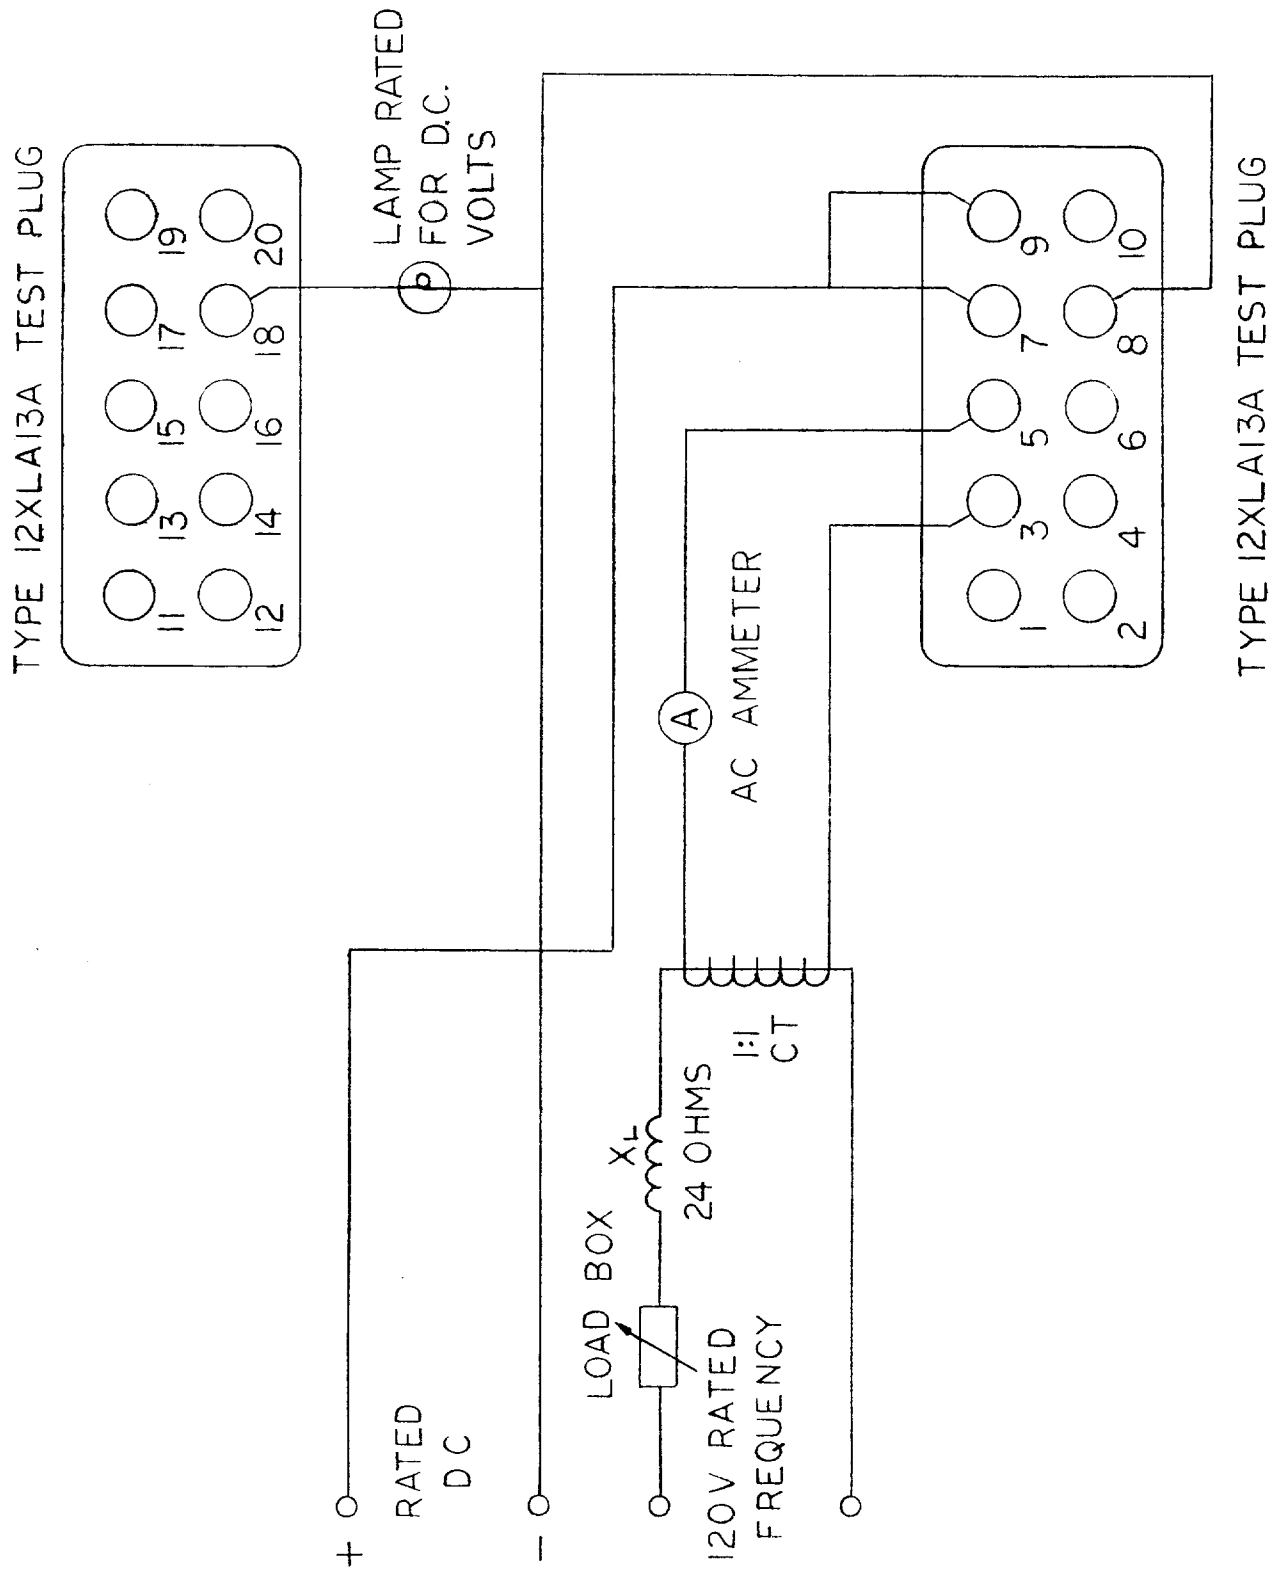 TYPE 12XLA13A TEST PLUG
11
13
15
17
19
12
14
16
18
20
LAMP RATED
FOR D.C.
VOLTS
+
RATED
DC
-
LOAD BOX
XL
24 OHMS
120V RATED
FREQUENCY
1:1
CT
A
AC AMMETER
1
3
5
7
9
2
4
6
8
10
TYPE 12XLA13A TEST PLUG